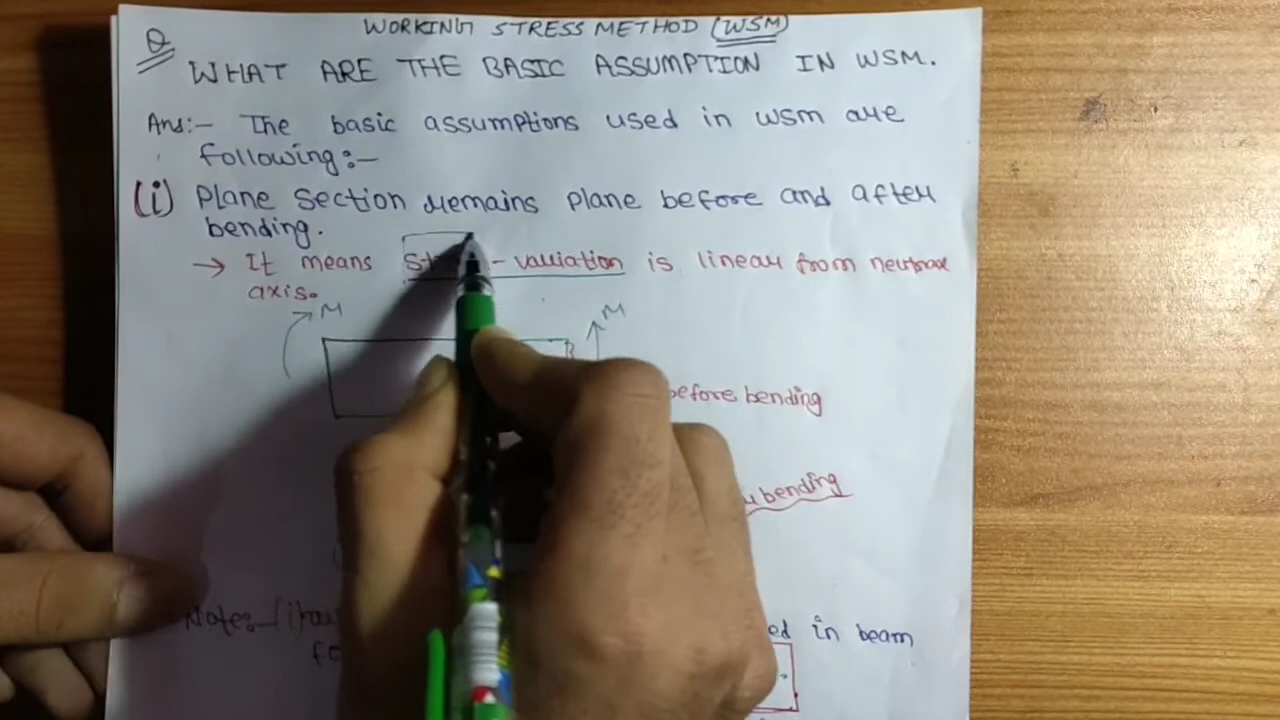 WORKING STRESS METHOD (WSM)
Q WHAT ARE THE BASIC ASSUMPTION IN WSM.
Ans:- The basic assumptions used in WSM are
following:-
(i) Plane Section remains plane before and after
bending.
→ It means - variation is linear from neutral
axis.
M M
before bending
bending
Note:-
ed in beam